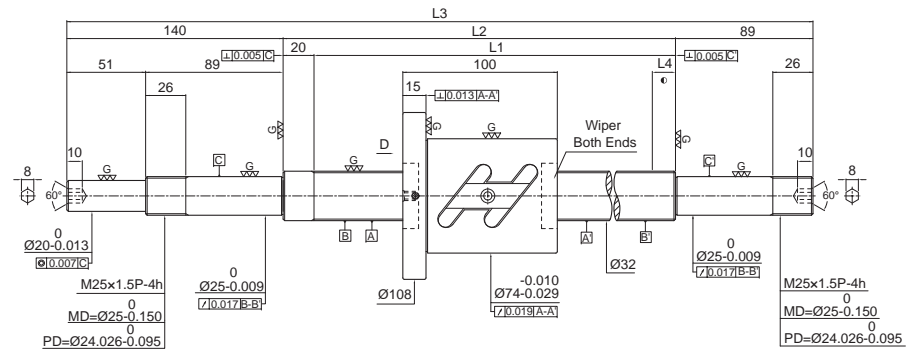 L3
140
L2
89
20
L1
⊥ 0.005 C
⊥ 0.005 C'
51
89
100
L4
26
26
15
⊥ 0.013 A-A'
G
G
G
G
Wiper
Both Ends
D
8
10
G
C
G
G
C'
G
10
8
60°
60°
B
A
A'
B'
0
Ø20-0.013
◎ 0.007 C
0
Ø25-0.009
↗ 0.017 B-B'
M25×1.5P-4h
0
MD=Ø25-0.150
0
PD=Ø24.026-0.095
Ø108
-0.010
Ø74-0.029
↗ 0.019 A-A'
Ø32
0
Ø25-0.009
↗ 0.017 B-B'
M25×1.5P-4h
0
MD=Ø25-0.150
0
PD=Ø24.026-0.095